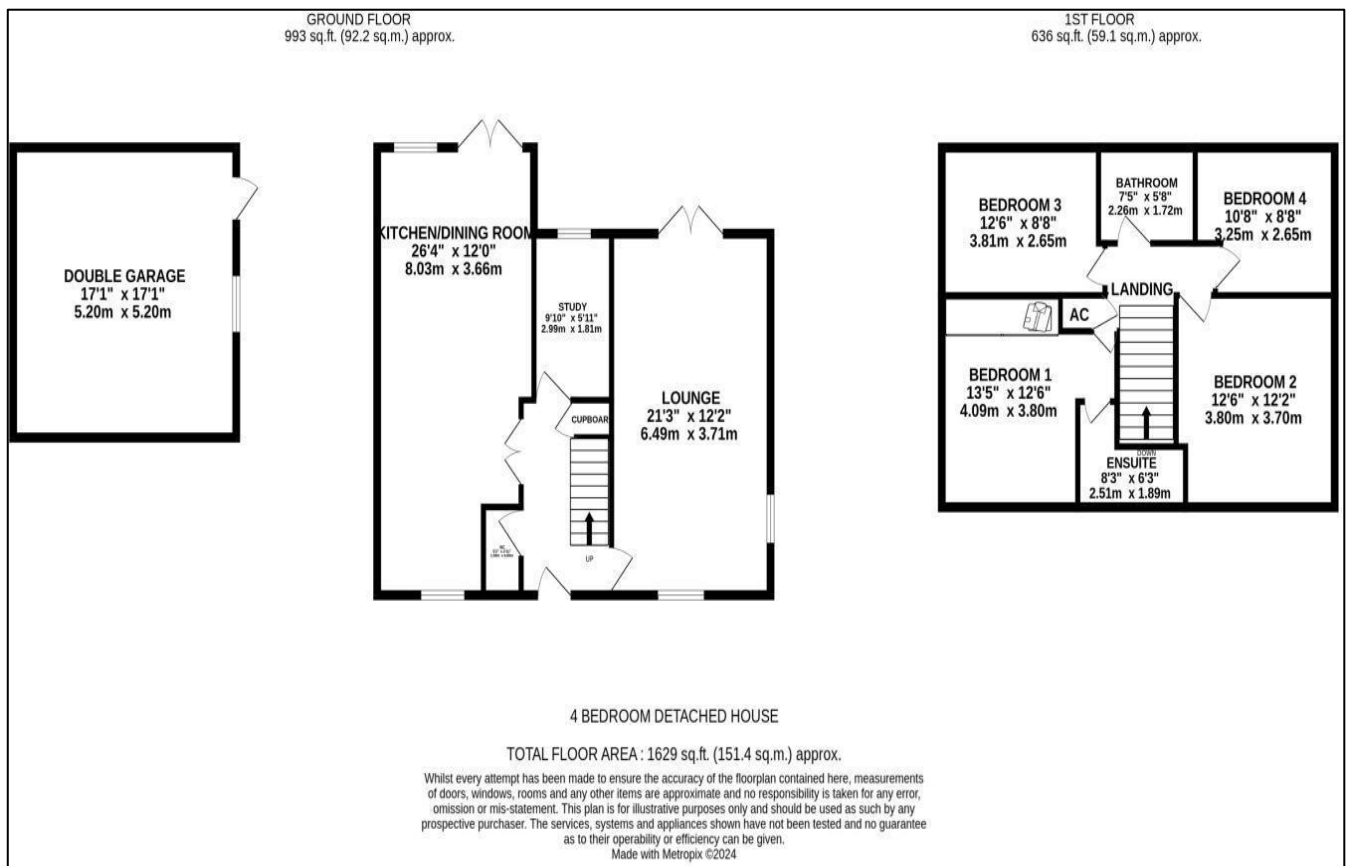 GROUND FLOOR
993 sq.ft. (92.2 sq.m.) approx.
1ST FLOOR
636 sq.ft. (59.1 sq.m.) approx.
DOUBLE GARAGE
17'1" x 17'1"
5.20m x 5.20m
KITCHEN/DINING ROOM
26'4" x 12'0"
8.03m x 3.66m
STUDY
9'10" x 5'11"
2.99m x 1.81m
CUPBOAR
LOUNGE
21'3" x 12'2"
6.49m x 3.71m
UP
BEDROOM 3
12'6" x 8'8"
3.81m x 2.65m
BATHROOM
7'5" x 5'8"
2.26m x 1.72m
BEDROOM 4
10'8" x 8'8"
3.25m x 2.65m
LANDING
AC
BEDROOM 1
13'5" x 12'6"
4.09m x 3.80m
BEDROOM 2
12'6" x 12'2"
3.80m x 3.70m
DOWN
ENSUITE
8'3" x 6'3"
2.51m x 1.89m
4 BEDROOM DETACHED HOUSE
TOTAL FLOOR AREA : 1629 sq.ft. (151.4 sq.m.) approx.
Whilst every attempt has been made to ensure the accuracy of the floorplan contained here, measurements
of doors, windows, rooms and any other items are approximate and no responsibility is taken for any error,
omission or mis-statement. This plan is for illustrative purposes only and should be used as such by any
prospective purchaser. The services, systems and appliances shown have not been tested and no guarantee
as to their operability or efficiency can be given.
Made with Metropix ©2024